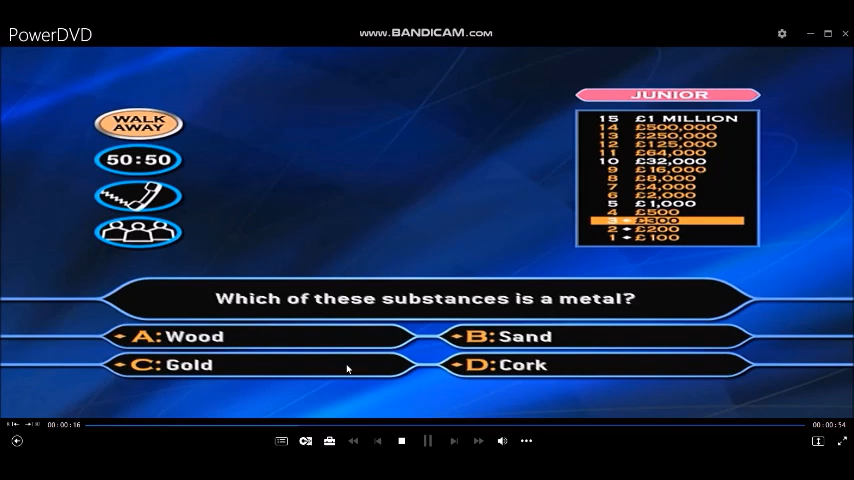 PowerDVD
www.BANDICAM.com
WALK
AWAY
50:50
JUNIOR
15 £1 MILLION
14 £500,000
13 £250,000
12 £125,000
11 £64,000
10 £32,000
9 £16,000
8 £8,000
7 £4,000
6 £2,000
5 £1,000
4 £500
3 £300
2 £200
1 £100
Which of these substances is a metal?
A: Wood
B: Sand
C: Gold
D: Cork
00:00:16
00:00:54